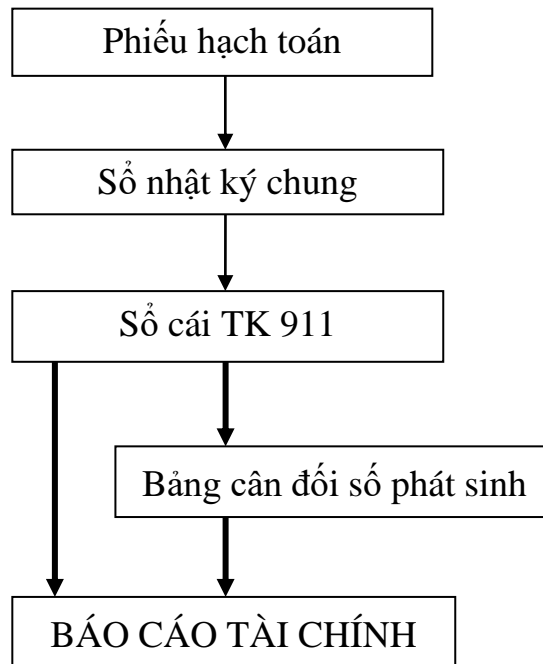 Phiếu hạch toán
Sổ nhật ký chung
Sổ cái TK 911
Bảng cân đối số phát sinh
BÁO CÁO TÀI CHÍNH